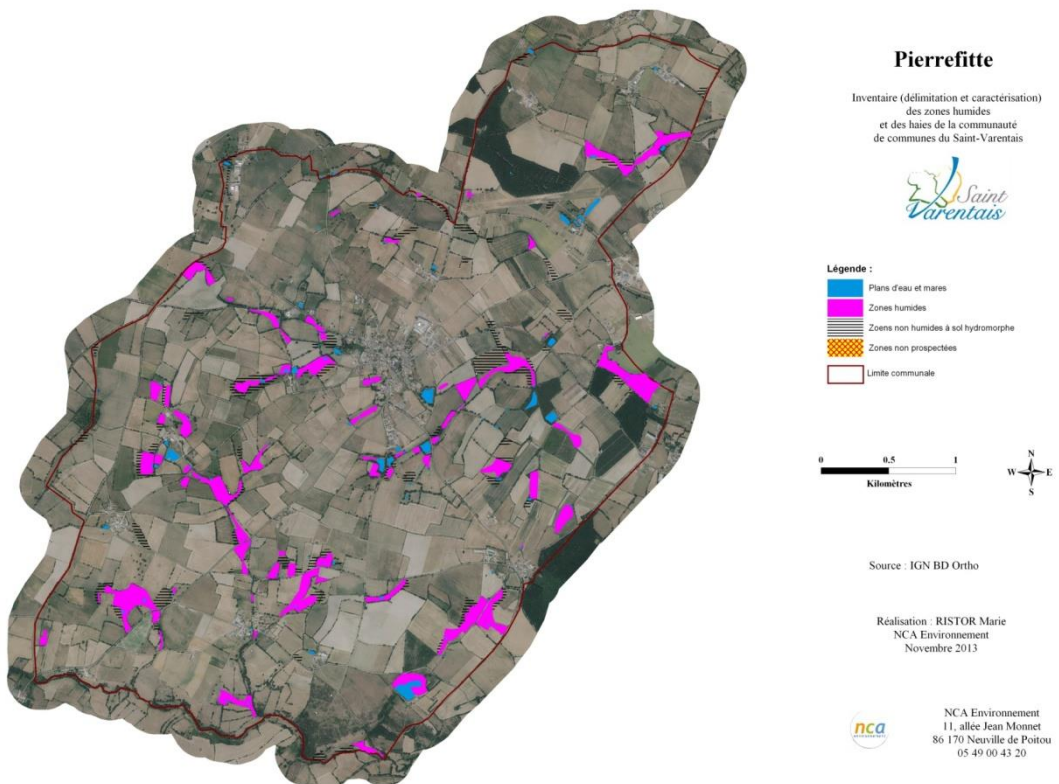 Pierrefitte
Inventaire (délimitation et caractérisation)
des zones humides
et des haies de la communauté
de communes du Saint-Varentais
Saint
Varentais
Légende :
Plans d'eau et mares
Zones humides
Zoens non humides à sol hydromorphe
Zones non prospectées
Limite communale
0 0.5 1
Kilomètres
N
W E
S
Source : IGN BD Ortho
Réalisation : RISTOR Marie
NCA Environnement
Novembre 2013
nca
NCA Environnement
11, allée Jean Monnet
86 170 Neuville de Poitou
05 49 00 43 20